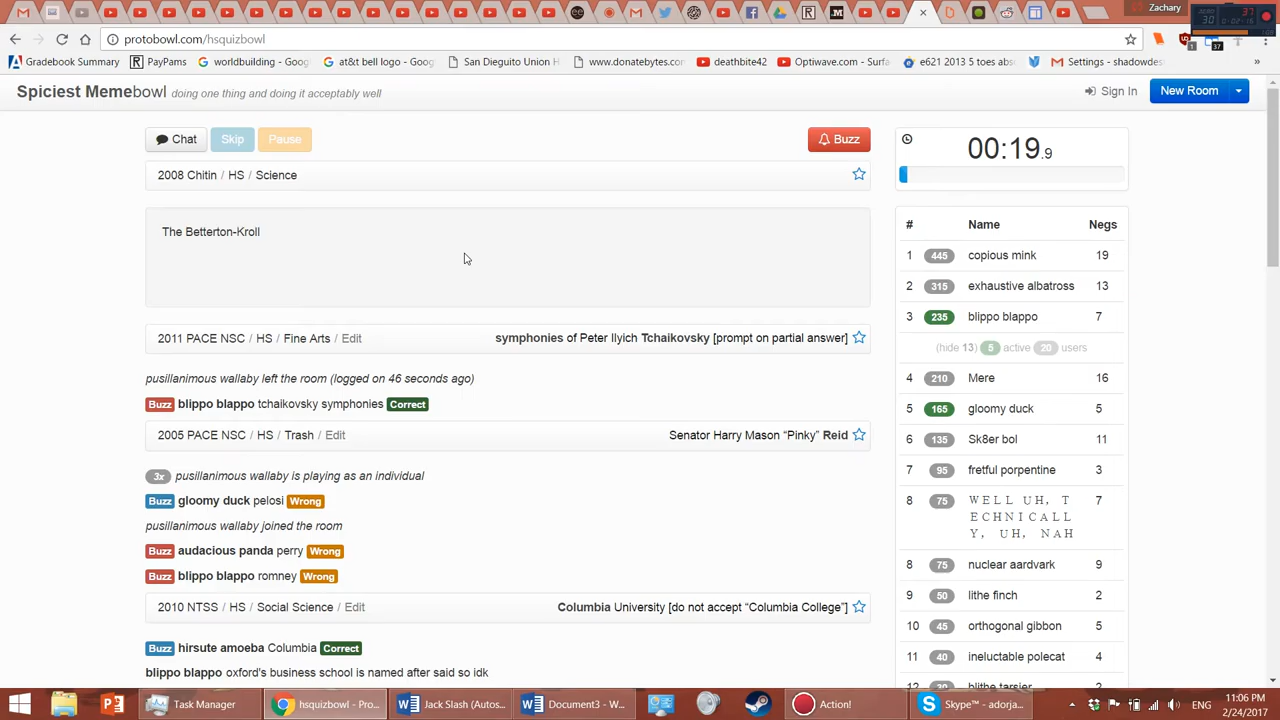 Zachary
protobowl.com/hsquizbowl
Gradebook Summary
PayPams
worldbuilding - Goog
at&t bell logo - Goog
San Dieguito Union H
www.donatebytes.co
deathbite42
Optiwave.com - Surfa
e621 2013 5 toes abs
Settings - shadowdes
Spiciest Memebowl doing one thing and doing it acceptably well
Sign In
New Room
Chat
Skip
Pause
Buzz
00:19.9
2008 Chitin / HS / Science
The Betterton-Kroll
# Name Negs
1 445 copious mink 19
2 315 exhaustive albatross 13
3 235 blippo blappo 7
(hide 13) 5 active 20 users
4 210 Mere 16
5 165 gloomy duck 5
6 135 Sk8er boI 11
7 95 fretful porpentine 3
8 75 WELL UH, T
ECHNICALL
Y, UH, NAH 7
8 75 nuclear aardvark 9
9 50 lithe finch 2
10 45 orthogonal gibbon 5
11 40 ineluctable polecat 4
12 30 blithe tarsier
2011 PACE NSC / HS / Fine Arts / Edit
symphonies of Peter Ilyich Tchaikovsky [prompt on partial answer]
pusillanimous wallaby left the room (logged on 46 seconds ago)
Buzz blippo blappo tchaikovsky symphonies Correct
2005 PACE NSC / HS / Trash / Edit
Senator Harry Mason “Pinky” Reid
3x pusillanimous wallaby is playing as an individual
Buzz gloomy duck pelosi Wrong
pusillanimous wallaby joined the room
Buzz audacious panda perry Wrong
Buzz blippo blappo romney Wrong
2010 NTSS / HS / Social Science / Edit
Columbia University [do not accept “Columbia College”]
Buzz hirsute amoeba Columbia Correct
blippo blappo oxford's business school is named after said so idk
Task Manager
hsquizbowl - Pro...
Jack Slash (Autos...
Document3 - W...
Action!
Skype™ - adorja...
ENG
11:06 PM
2/24/2017